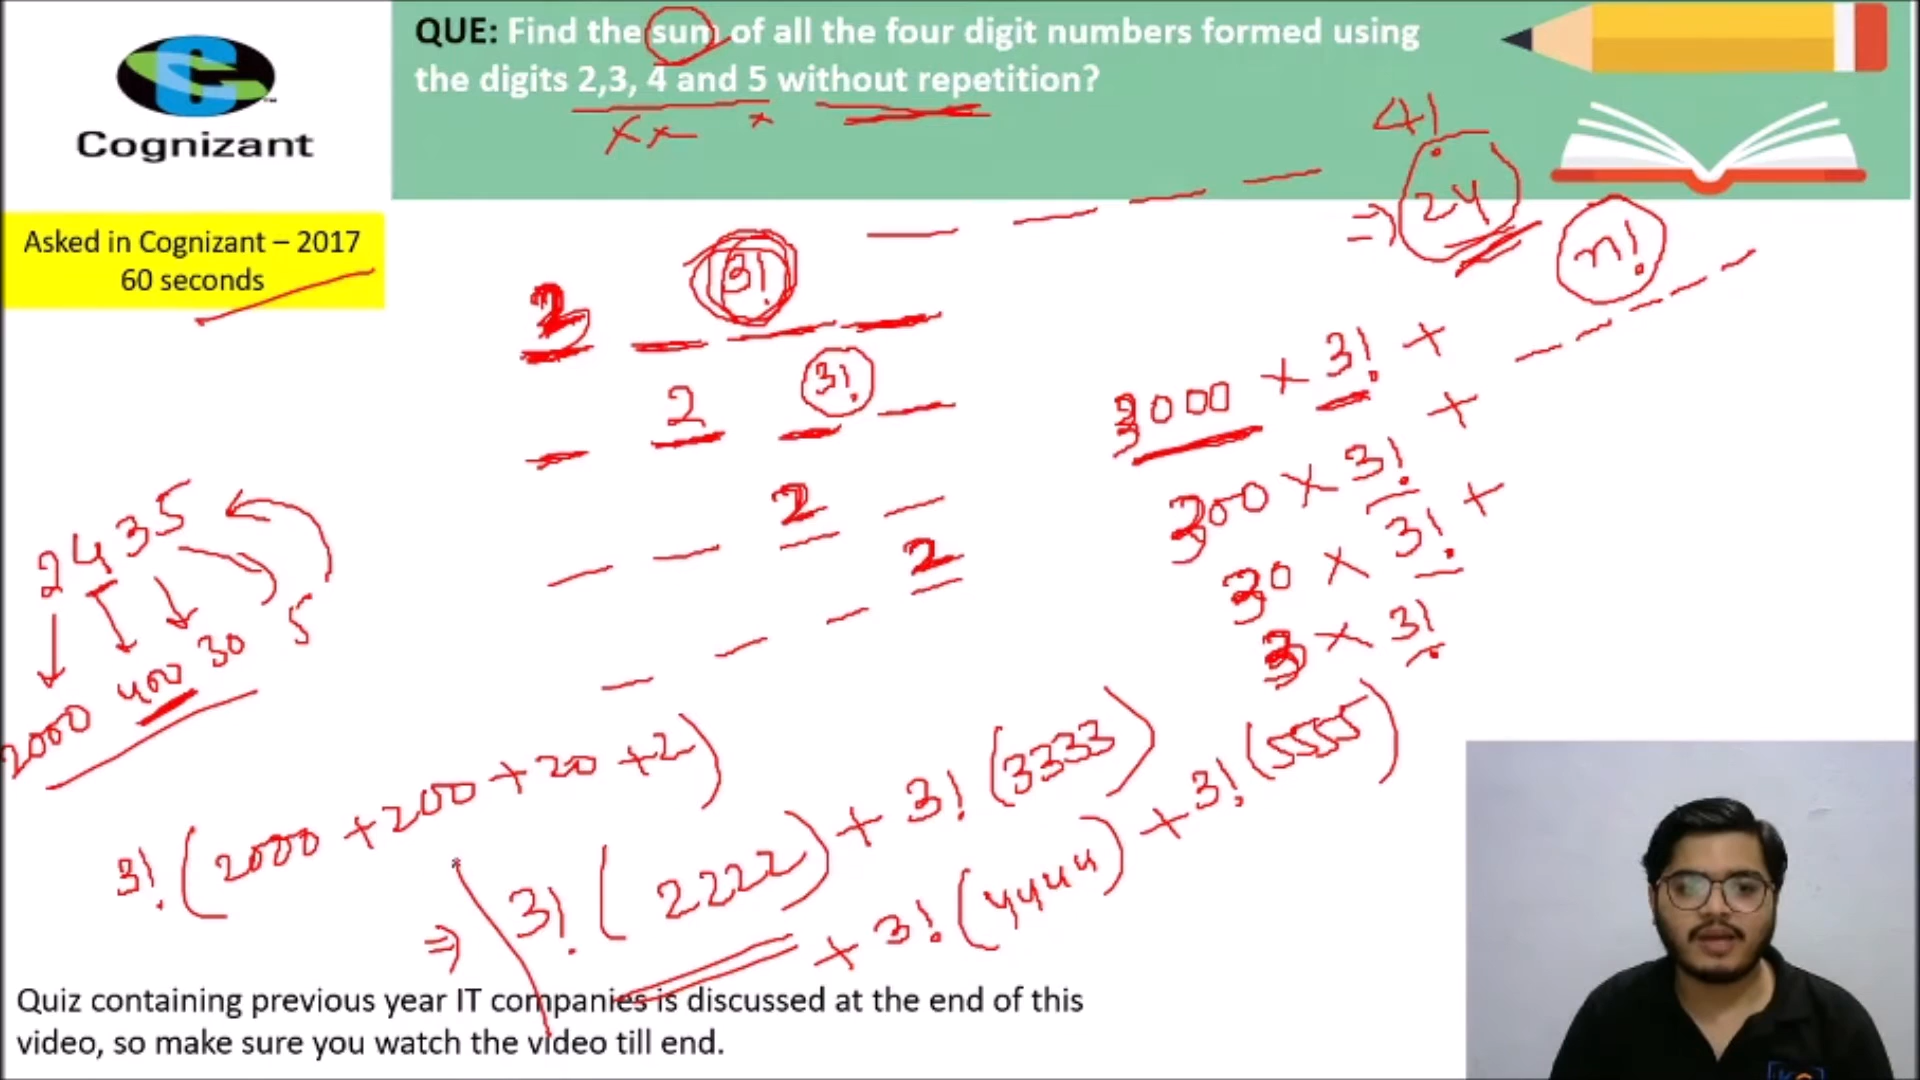 QUE: Find the sum of all the four digit numbers formed using
the digits 2,3, 4 and 5 without repetition?
Cognizant
Asked in Cognizant – 2017
60 seconds
4!
⇒ 24
n!
3!
3
3!
2
2
2
3000 × 3! +
300 × 3! +
30 × 3! +
3 × 3!
2435
2000 400 30 5
3! (2000 + 200 + 20 + 2)
⇒ 3! (2222) + 3! (3333)
+ 3! (4444) + 3! (5555)
Quiz containing previous year IT companies is discussed at the end of this
video, so make sure you watch the video till end.